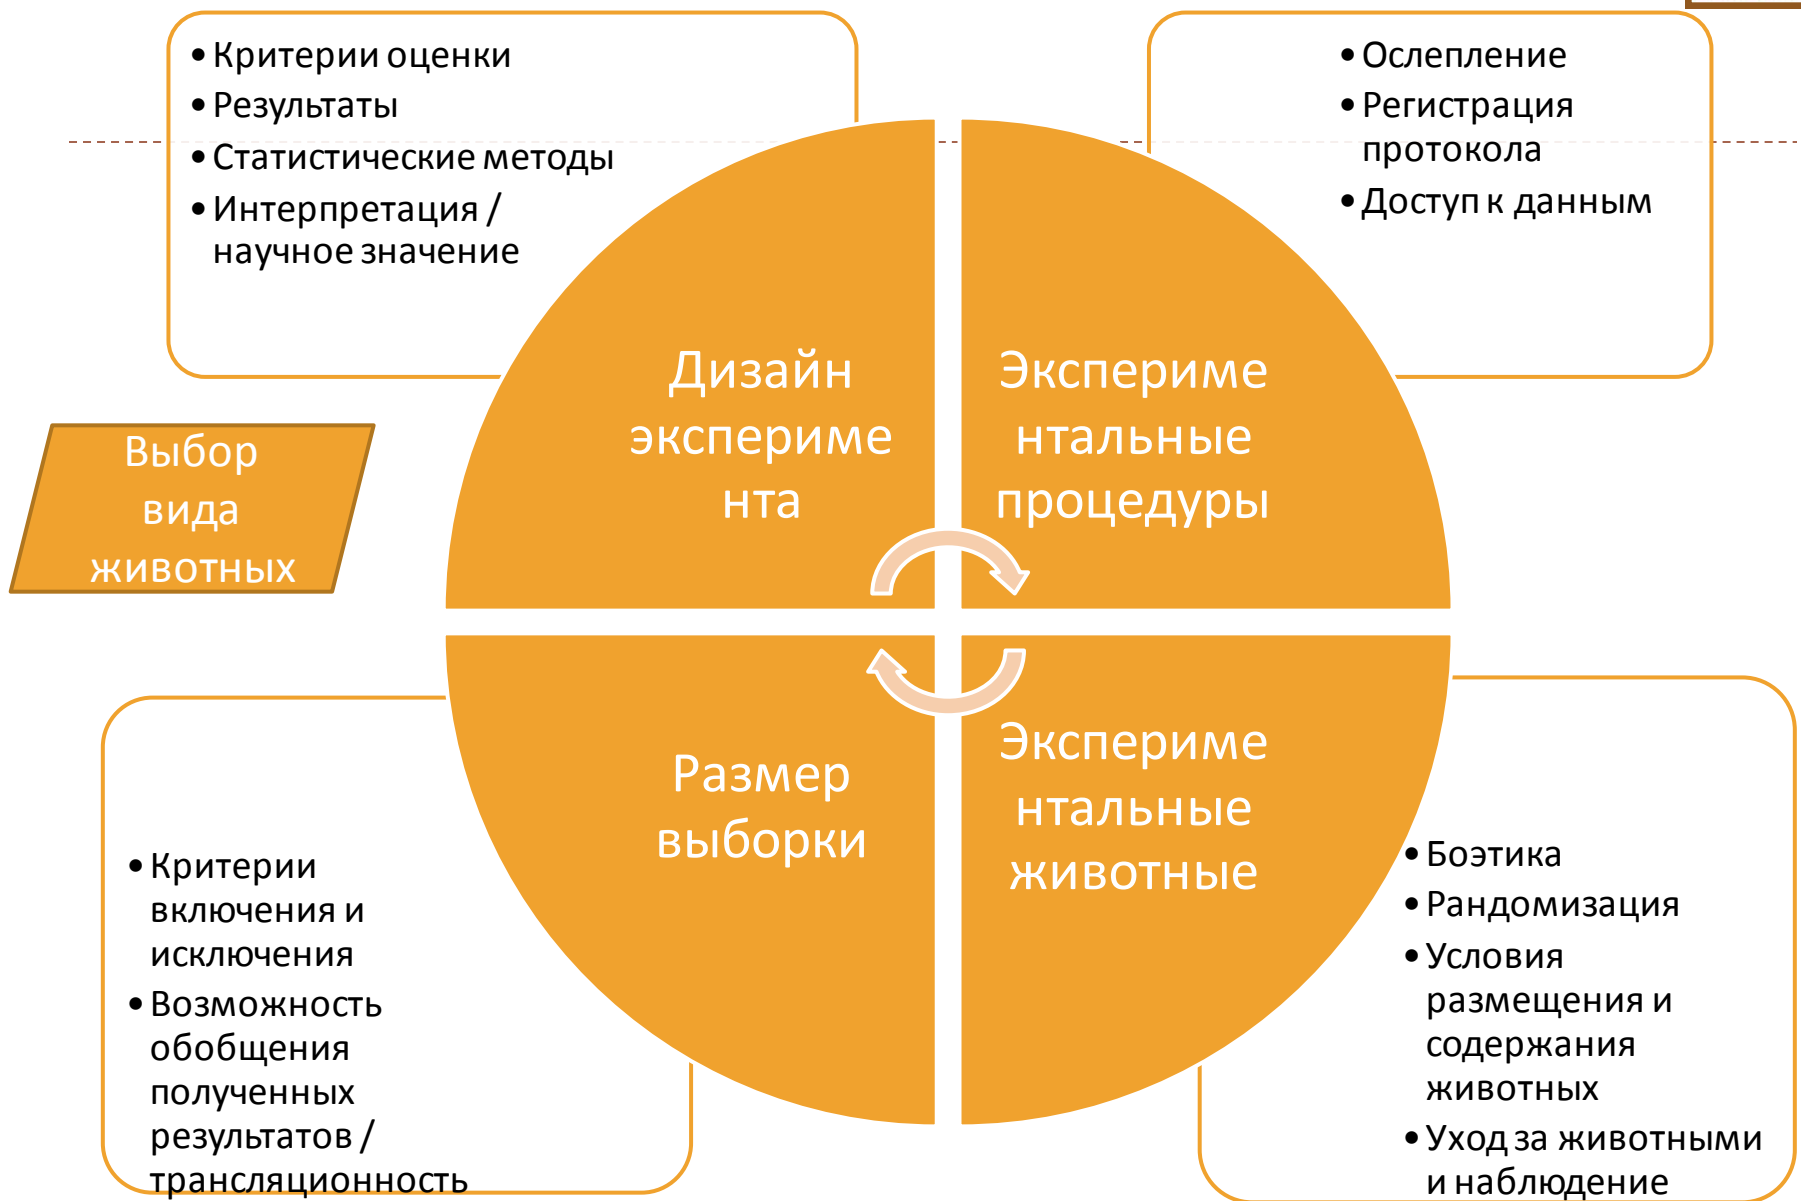 • Критерии оценки
• Результаты
• Статистические методы
• Интерпретация /
научное значение
• Ослепление
• Регистрация
протокола
• Доступ к данным
Дизайн
экспериме
нта
Экспериме
нтальные
процедуры
Выбор
вида
животных
Размер
выборки
Экспериме
нтальные
животные
• Критерии
включения и
исключения
• Возможность
обобщения
полученных
результатов /
трансляционность
• Боэтика
• Рандомизация
• Условия
размещения и
содержания
животных
• Уход за животными
и наблюдение